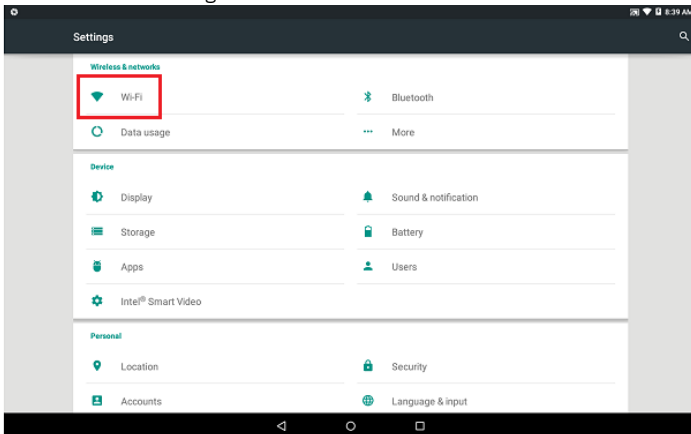 8:39 AM
Settings
Wireless & networks
Wi-Fi
Bluetooth
Data usage
More
Device
Display
Sound & notification
Storage
Battery
Apps
Users
Intel® Smart Video
Personal
Location
Security
Accounts
Language & input